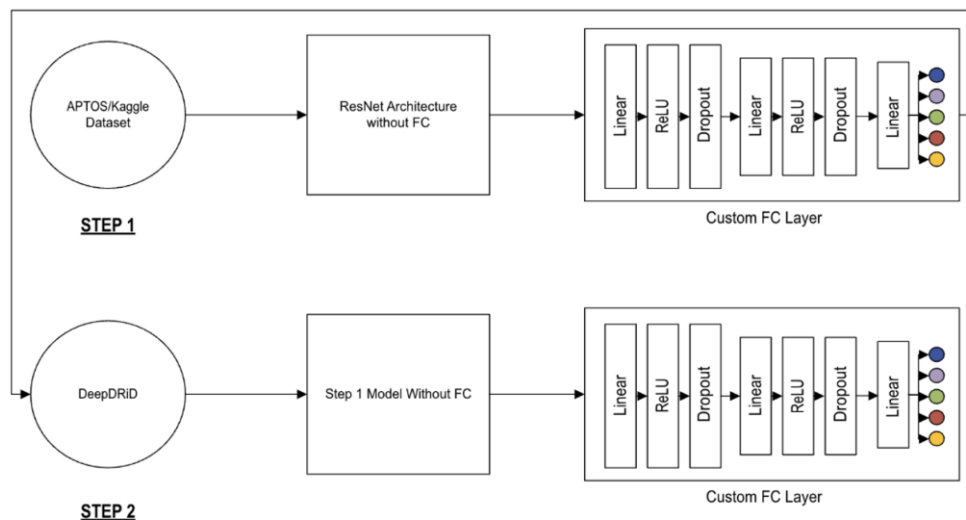 APTOS/Kaggle
Dataset
ResNet Architecture
without FC
Linear
ReLU
Dropout
Linear
ReLU
Dropout
Linear
STEP 1
Custom FC Layer
DeepDRiD
Step 1 Model Without FC
Linear
ReLU
Dropout
Linear
ReLU
Dropout
Linear
STEP 2
Custom FC Layer